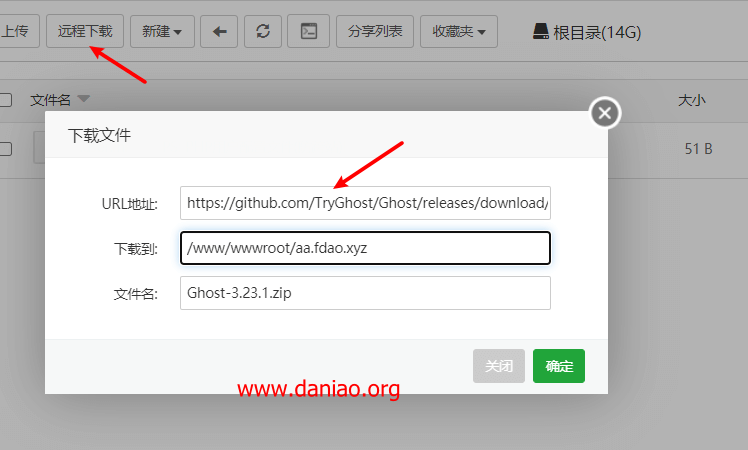 上传 远程下载 新建 分享列表 收藏夹 根目录(14G)
文件名 大小
下载文件
51 B
URL地址: https://github.com/TryGhost/Ghost/releases/download/
下载到: /www/wwwroot/aa.fdao.xyz
文件名: Ghost-3.23.1.zip
关闭 确定
www.daniao.org